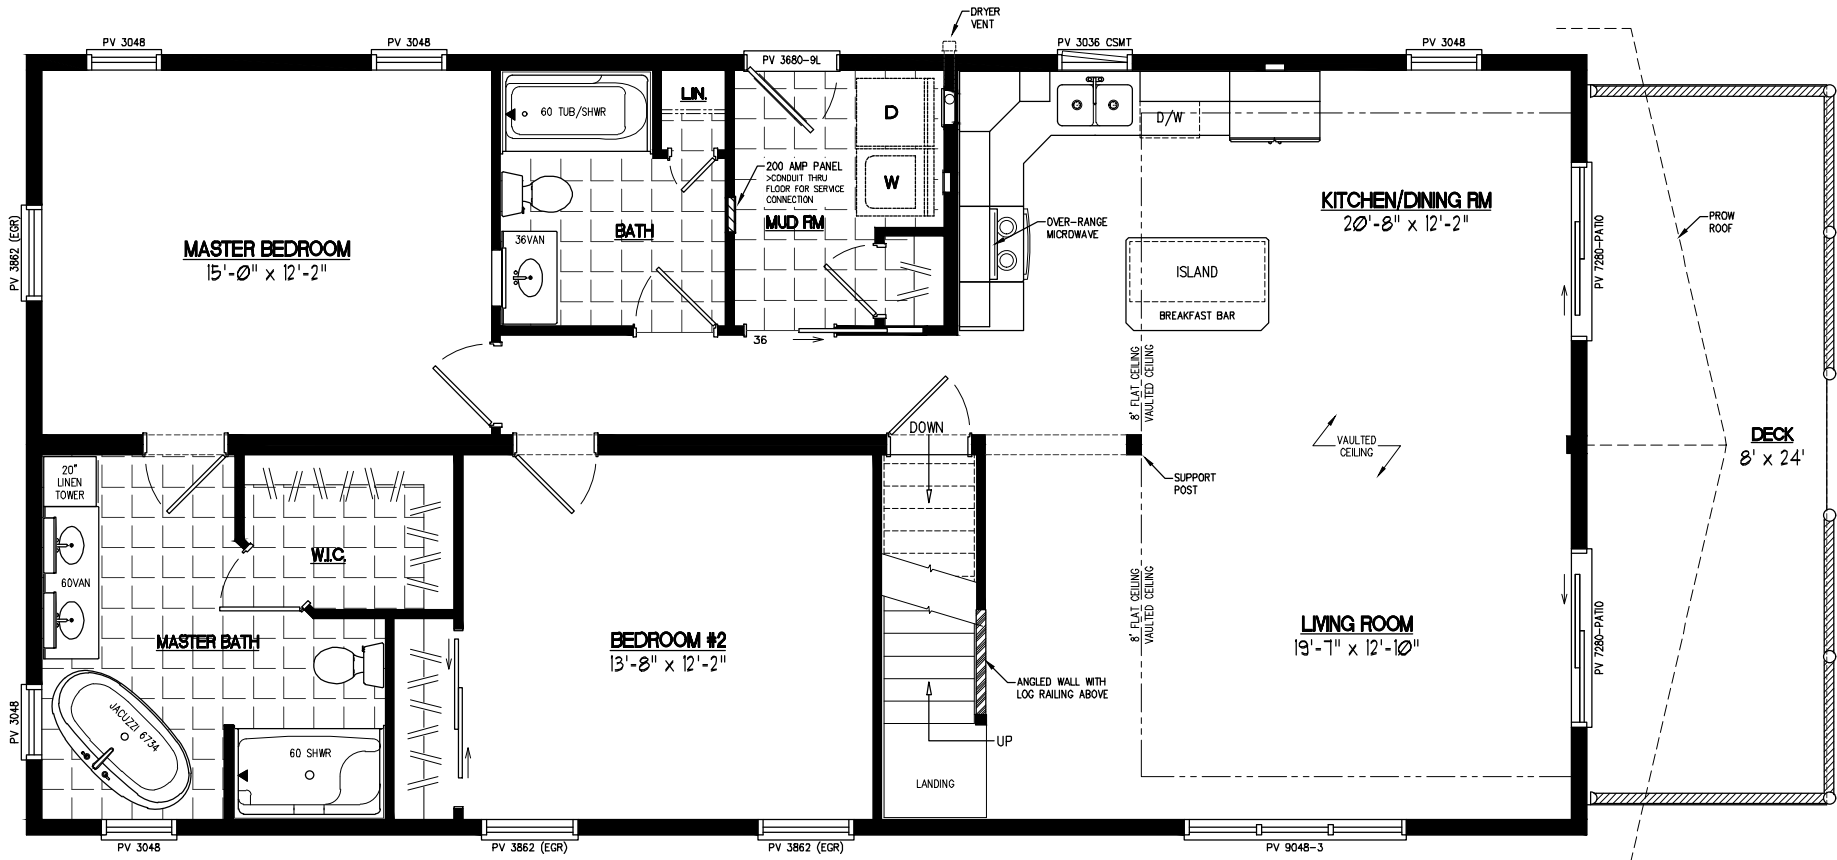 DRYER
VENT
PV 3048
PV 3048
PV 3680-9L
PV 3036 CSMT
PV 3048
LIN.
60 TUB/SHWR
D
D/W
200 AMP PANEL
>CONDUIT THRU
FLOOR FOR SERVICE
CONNECTION
W
MUD RM
BATH
36VAN
OVER-RANGE
MICROWAVE
KITCHEN/DINING RM
20'-8" x 12'-2"
PROW
ROOF
PV 7280-PATIO
PV 3862 (EGR)
MASTER BEDROOM
15'-0" x 12'-2"
ISLAND
BREAKFAST BAR
36
8' FLAT CEILING
VAULTED CEILING
DOWN
VAULTED
CEILING
DECK
8' x 24'
SUPPORT
POST
20"
LINEN
TOWER
W.I.C.
60VAN
MASTER BATH
BEDROOM #2
13'-8" x 12'-2"
8' FLAT CEILING
VAULTED CEILING
LIVING ROOM
19'-7" x 12'-10"
PV 7280-PATIO
ANGLED WALL WITH
LOG RAILING ABOVE
PV 3048
JACUZZI 6734
60 SHWR
UP
LANDING
PV 3048
PV 3862 (EGR)
PV 3862 (EGR)
PV 9048-3